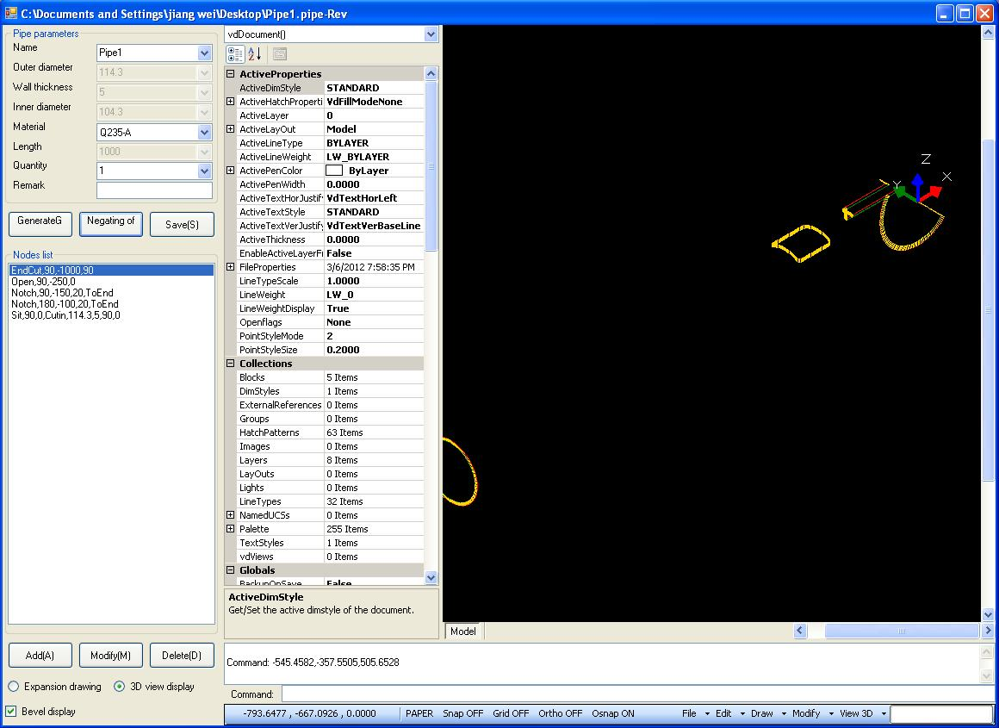 C:\Documents and Settings\jiang wei\Desktop\Pipe1.pipe-Rev
Pipe parameters
Name Pipe1
Outer diameter 114.3
Wall thickness 5
Inner diameter 104.3
Material Q235-A
Length 1000
Quantity 1
Remark
GenerateG Negating of Save(S)
Nodes list
EndCut,90,-1000,90
Open,90,-250,0
Notch,90,-150,20,ToEnd
Notch,180,-100,20,ToEnd
Sit,90,0,Cutin,114.3,5,90,0
Add(A) Modify(M) Delete(D)
Expansion drawing 3D view display
Bevel display
vdDocument()
ActiveProperties
ActiveDimStyle STANDARD
ActiveHatchProperti VdFillModeNone
ActiveLayer 0
ActiveLayOut Model
ActiveLineType BYLAYER
ActiveLineWeight LW_BYLAYER
ActivePenColor ByLayer
ActivePenWidth 0.0000
ActiveTextHorJustify VdTextHorLeft
ActiveTextStyle STANDARD
ActiveTextVerJustify VdTextVerBaseLine
ActiveThickness 0.0000
EnableActiveLayerFr False
FileProperties 3/6/2012 7:58:35 PM
LineTypeScale 1.0000
LineWeight LW_0
LineWeightDisplay True
Openflags None
PointStyleMode 2
PointStyleSize 0.2000
Collections
Blocks 5 Items
DimStyles 1 Items
ExternalReferences 0 Items
Groups 0 Items
HatchPatterns 63 Items
Images 0 Items
Layers 8 Items
LayOuts 0 Items
Lights 0 Items
LineTypes 32 Items
NamedUCSs 0 Items
Palette 255 Items
TextStyles 1 Items
vdViews 0 Items
Globals
BackupOnSave False
ActiveDimStyle
Get/Set the active dimstyle of the document.
Z
Y X
Model
Command: -545.4582,-357.5505,505.6528
Command:
-793.6477 , -667.0926 , 0.0000 PAPER Snap OFF Grid OFF Ortho OFF Osnap ON File Edit Draw Modify View 3D